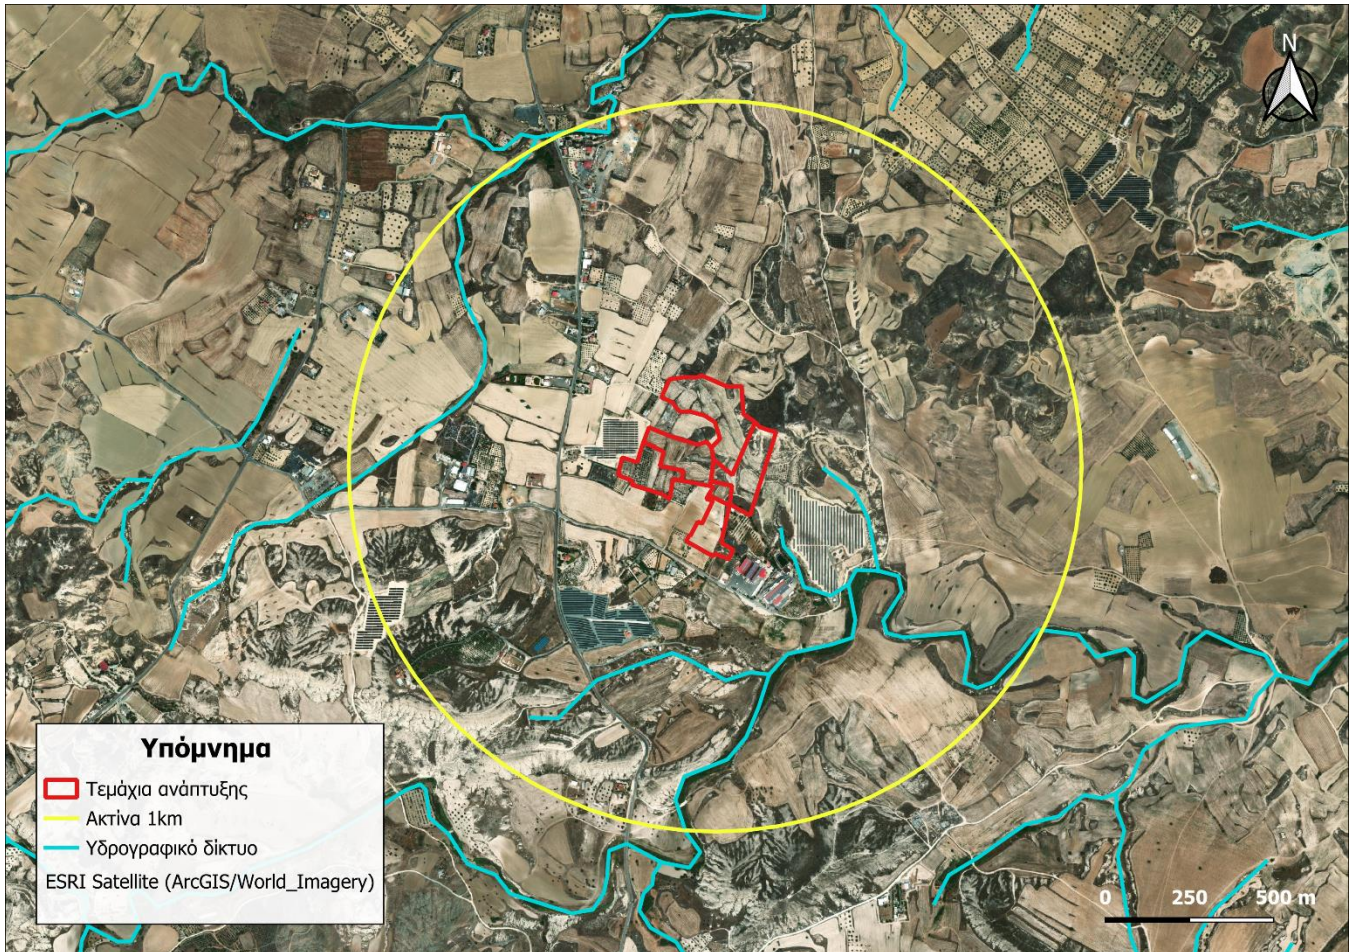 N
Υπόμνημα
Τεμάχια ανάπτυξης
Ακτίνα 1km
Υδρογραφικό δίκτυο
ESRI Satellite (ArcGIS/World_Imagery)
0 250 500 m